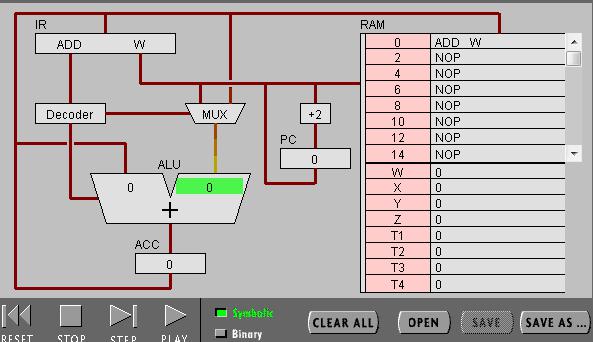 IR
ADD W
Decoder
MUX
+2
PC
0
ALU
0 0
+
ACC
0
RAM
0 ADD W
2 NOP
4 NOP
6 NOP
8 NOP
10 NOP
12 NOP
14 NOP
W 0
X 0
Y 0
Z 0
T1 0
T2 0
T3 0
T4 0
RESET STOP STEP PLAY
Symbolic
Binary
CLEAR ALL OPEN SAVE SAVE AS ...